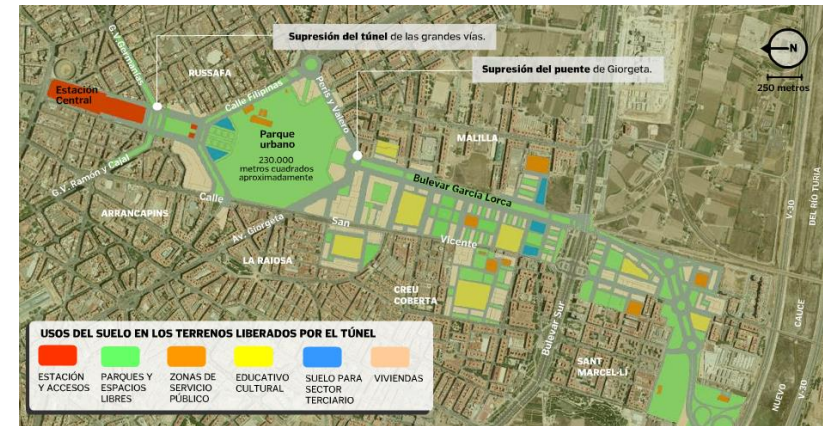 Supresión del túnel de las grandes vías.
Supresión del puente de Giorgeta.
N
250 metros
G.V. Germanías
RUSSAFA
Estación
Central
Calle Filipinas
Peris y Valero
Parque
urbano
230.000
metros cuadrados
aproximadamente
MALILLA
G.V. Ramón y Cajal
Calle
San
Vicente
Bulevar García Lorca
ARRANCAPINS
Av. Giorgeta
LA RAIOSA
CREU
COBERTA
Bulevar Sur
SANT
MARCEL·LÍ
V-30
DEL RÍO TURIA
CAUCE
NUEVO
V-30
USOS DEL SUELO EN LOS TERRENOS LIBERADOS POR EL TÚNEL
ESTACIÓN
Y ACCESOS
PARQUES Y
ESPACIOS
LIBRES
ZONAS DE
SERVICIO
PÚBLICO
EDUCATIVO
CULTURAL
SUELO PARA
SECTOR
TERCIARIO
VIVIENDAS